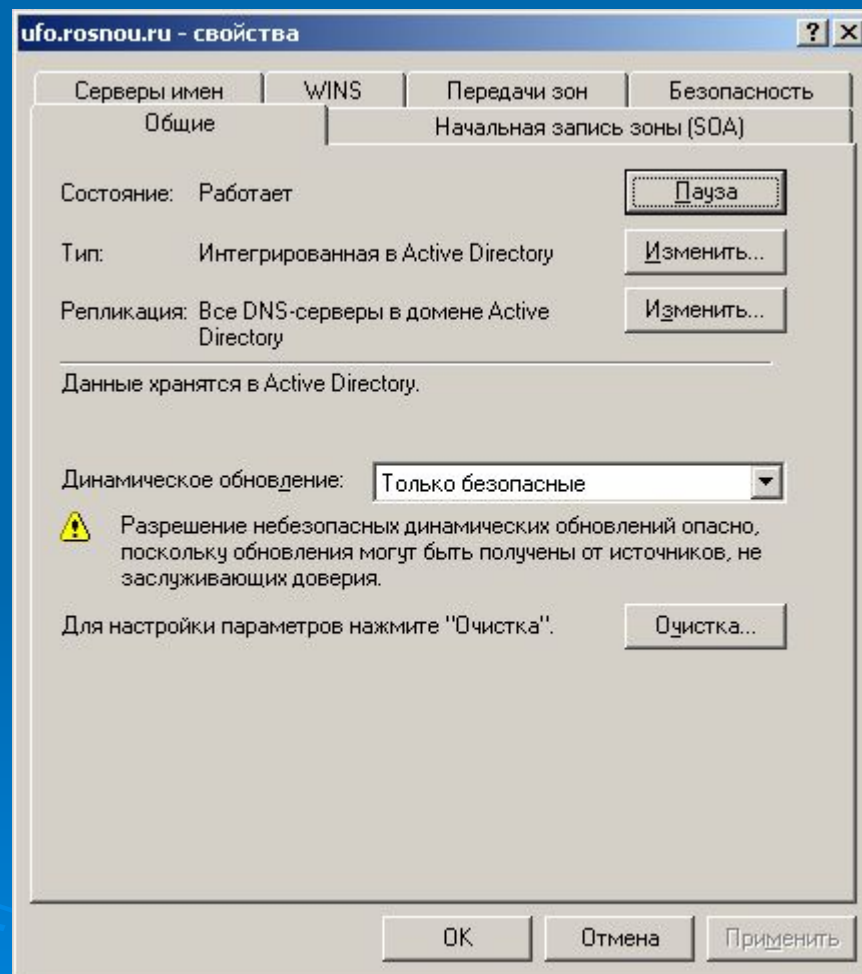 ufo.rosnou.ru - свойства
Серверы имен
WINS
Передачи зон
Безопасность
Общие
Начальная запись зоны (SOA)
Состояние: Работает
Пауза
Тип: Интегрированная в Active Directory
Изменить...
Репликация: Все DNS-серверы в домене Active
Directory
Изменить...
Данные хранятся в Active Directory.
Динамическое обновление: Только безопасные
Разрешение небезопасных динамических обновлений опасно,
поскольку обновления могут быть получены от источников, не
заслуживающих доверия.
Для настройки параметров нажмите "Очистка".
Очистка...
OK
Отмена
Применить